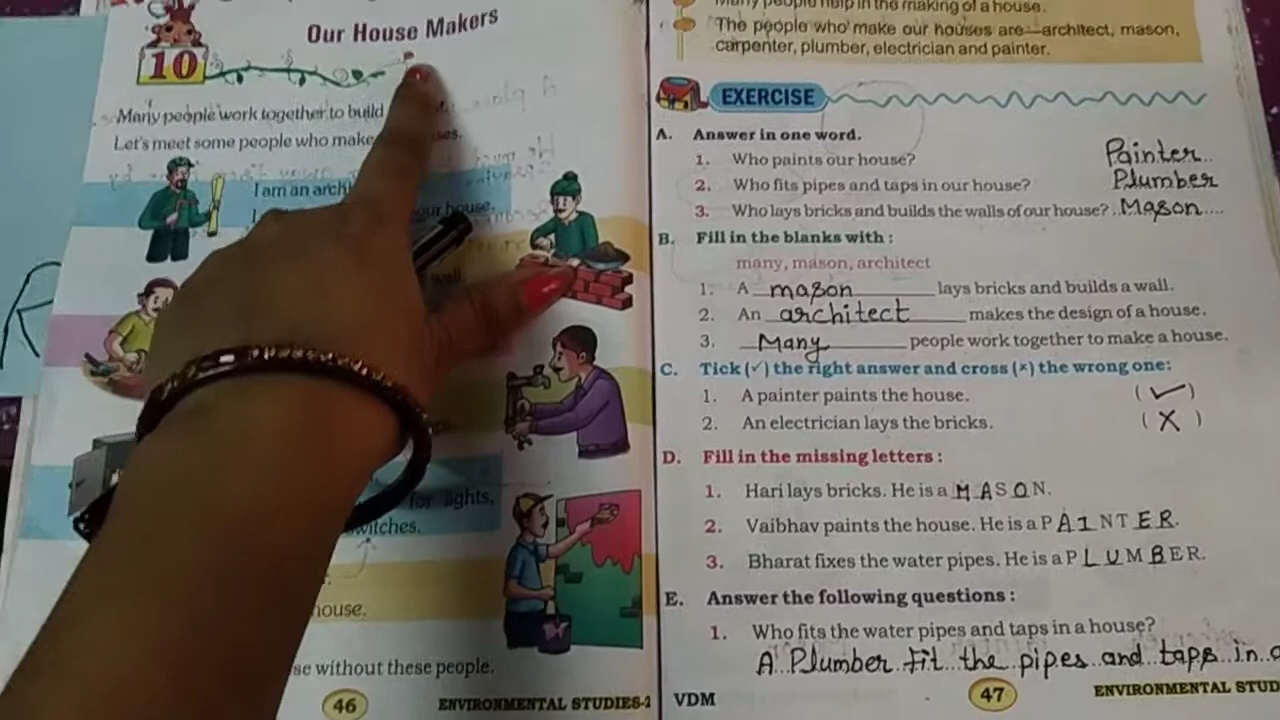 Our House Makers
10
Many people work together to build
Let's meet some people who make
I am an
our house.
wall.
for lights,
house.
without these people.
46 ENVIRONMENTAL STUDIES-2
Many people help in the making of a house.
The people who make our houses are—architect, mason,
carpenter, plumber, electrician and painter.
EXERCISE
A. Answer in one word.
1. Who paints our house? Painter
2. Who fits pipes and taps in our house? Plumber
3. Who lays bricks and builds the walls of our house? Mason
B. Fill in the blanks with :
many, mason, architect
1. A mason lays bricks and builds a wall.
2. An architect makes the design of a house.
3. Many people work together to make a house.
C. Tick (✓) the right answer and cross (×) the wrong one:
1. A painter paints the house. (✓)
2. An electrician lays the bricks. (X)
D. Fill in the missing letters :
1. Hari lays bricks. He is a M A S O N.
2. Vaibhav paints the house. He is a P A I N T E R.
3. Bharat fixes the water pipes. He is a P L U M B E R.
E. Answer the following questions :
1. Who fits the water pipes and taps in a house?
A Plumber fit the pipes and taps in a
VDM 47 ENVIRONMENTAL STUD